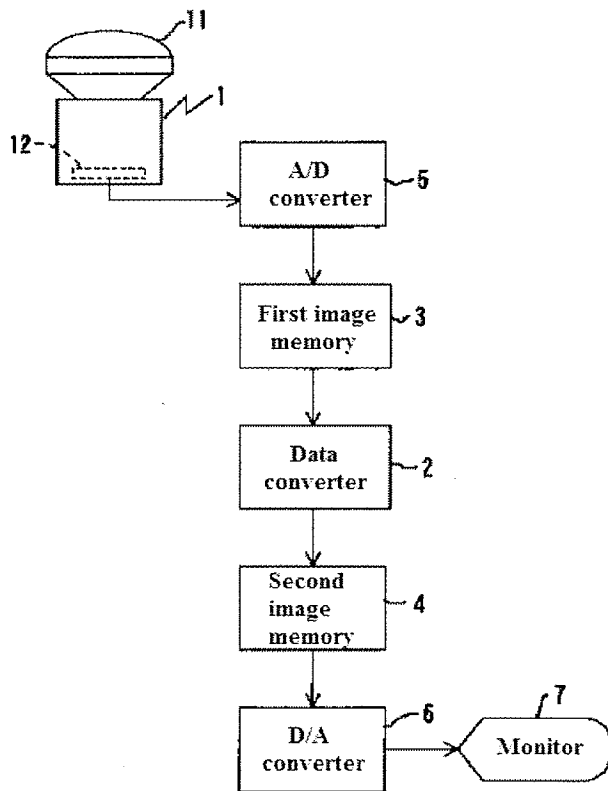 11
1
12
A/D
converter
5
First image
memory
3
Data
converter
2
Second
image
memory
4
D/A
converter
6
7
Monitor